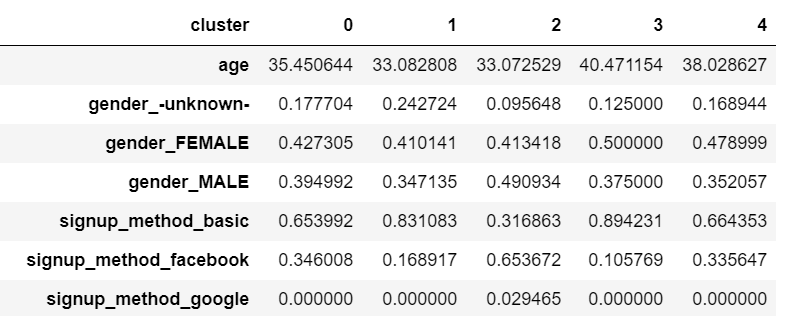 cluster 0 1 2 3 4
age 35.450644 33.082808 33.072529 40.471154 38.028627
gender_-unknown- 0.177704 0.242724 0.095648 0.125000 0.168944
gender_FEMALE 0.427305 0.410141 0.413418 0.500000 0.478999
gender_MALE 0.394992 0.347135 0.490934 0.375000 0.352057
signup_method_basic 0.653992 0.831083 0.316863 0.894231 0.664353
signup_method_facebook 0.346008 0.168917 0.653672 0.105769 0.335647
signup_method_google 0.000000 0.000000 0.029465 0.000000 0.000000